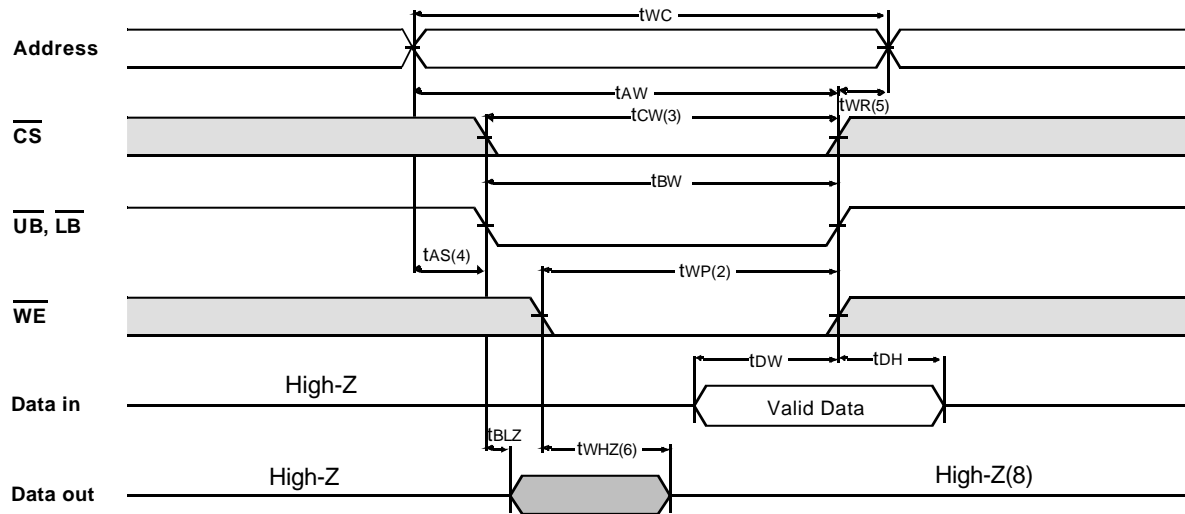 tWC
Address
tAW
tWR(5)
tCW(3)
CS
tBW
UB, LB
tAS(4)
tWP(2)
WE
tDW
tDH
High-Z
Data in
Valid Data
tBLZ
tWHZ(6)
High-Z
High-Z(8)
Data out